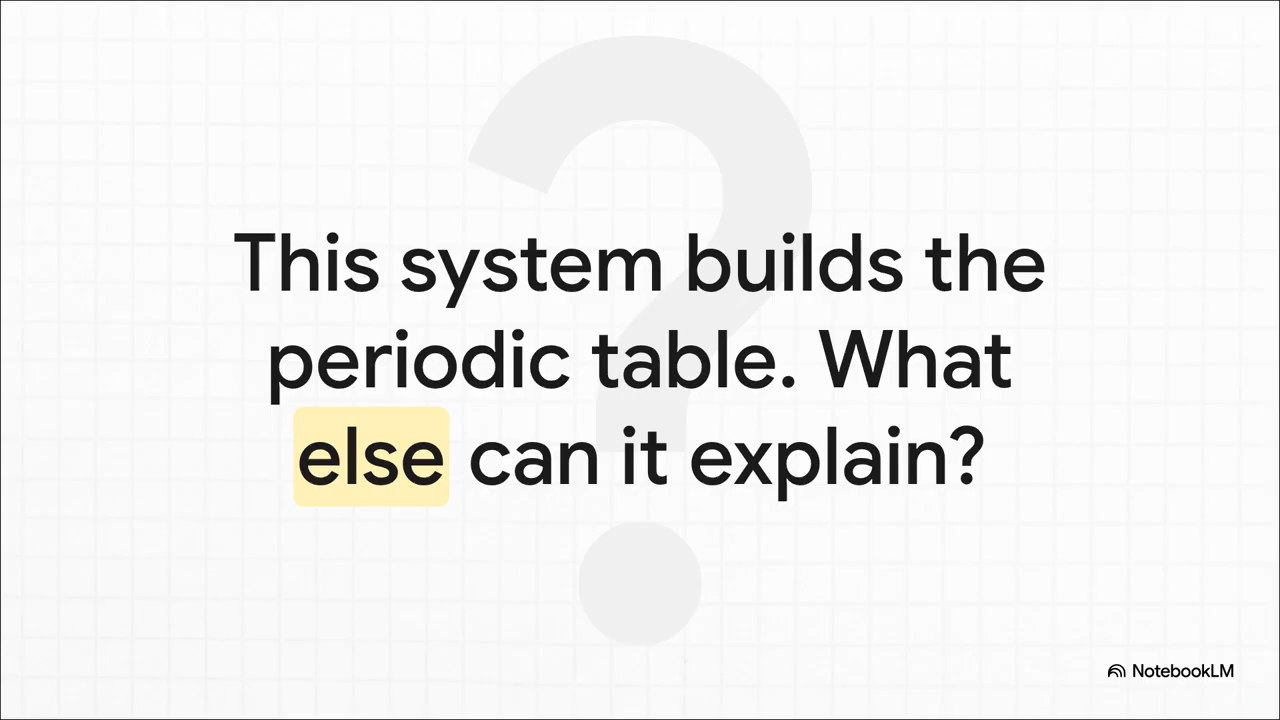 This system builds the
periodic table. What
else can it explain?
NotebookLM